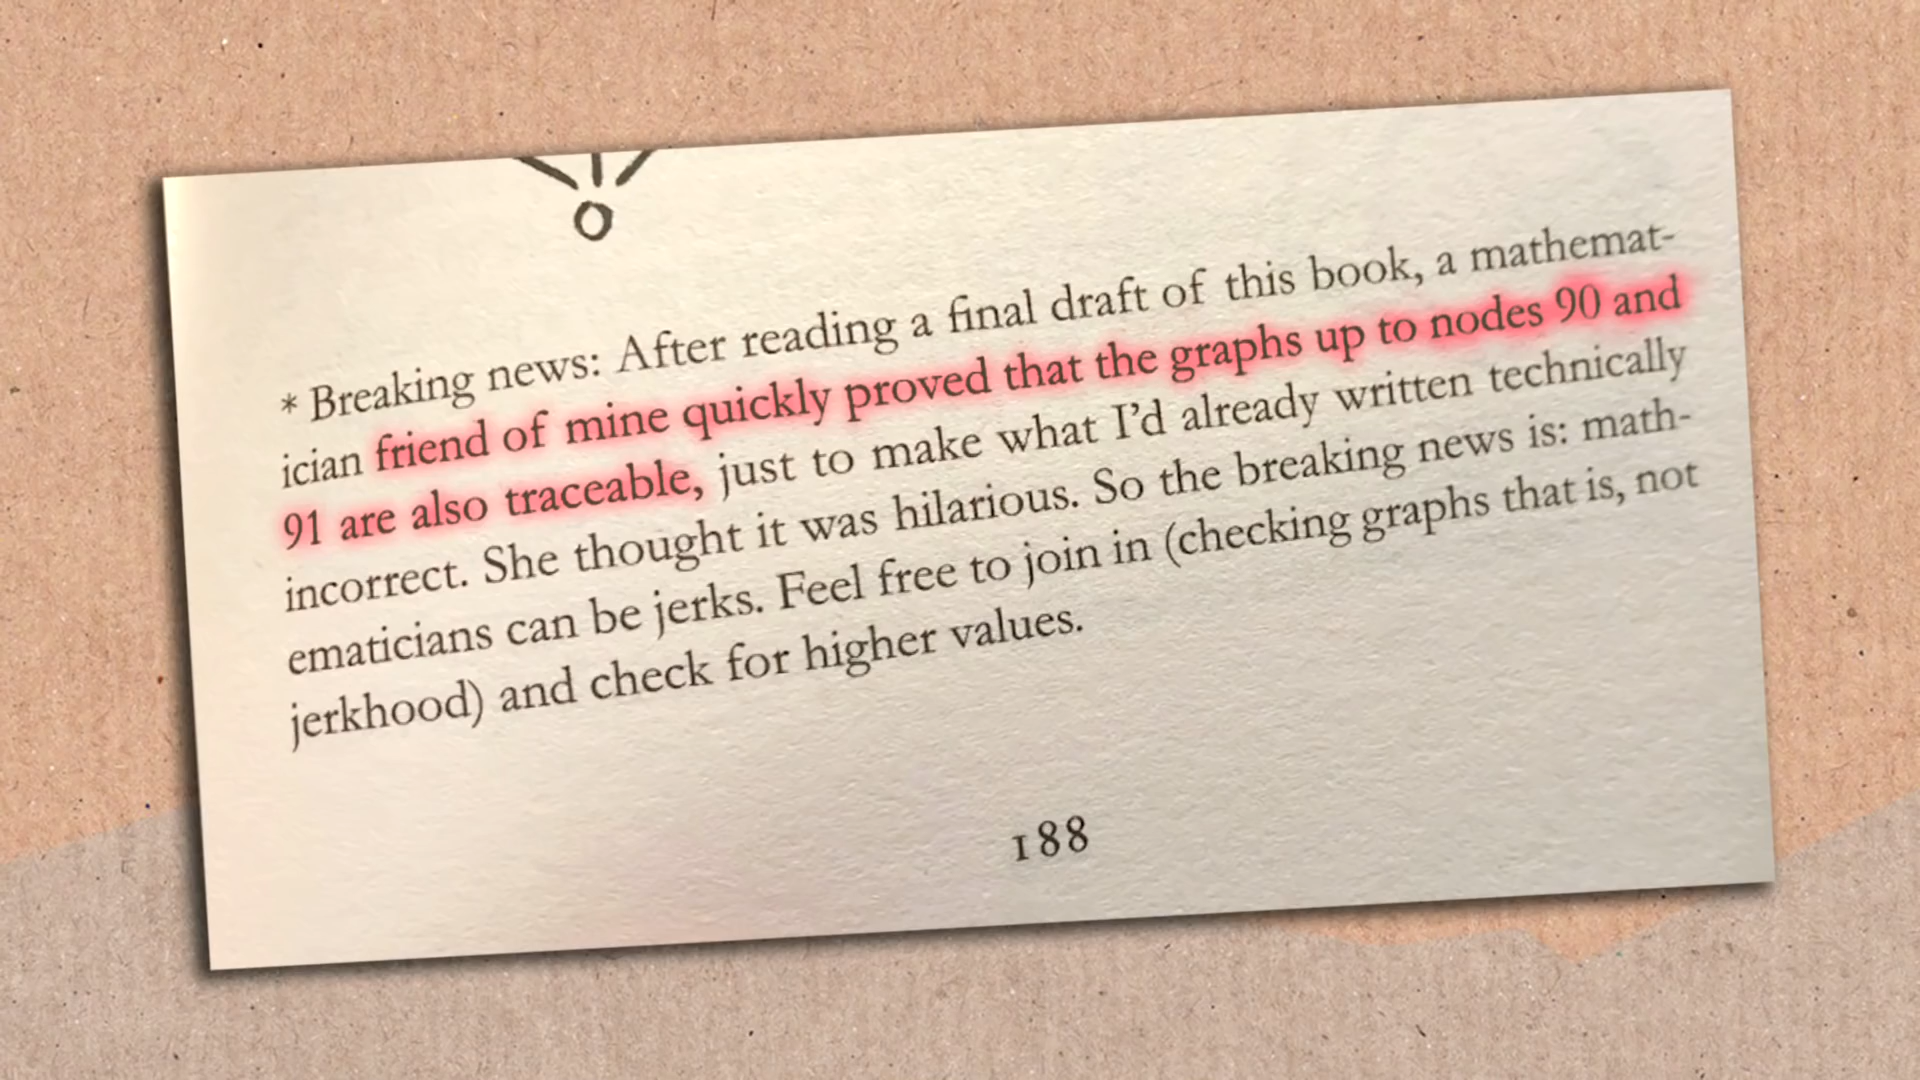 * Breaking news: After reading a final draft of this book, a mathemat-
ician friend of mine quickly proved that the graphs up to nodes 90 and
91 are also traceable, just to make what I’d already written technically
incorrect. She thought it was hilarious. So the breaking news is: math-
ematicians can be jerks. Feel free to join in (checking graphs that is, not
jerkhood) and check for higher values.
188